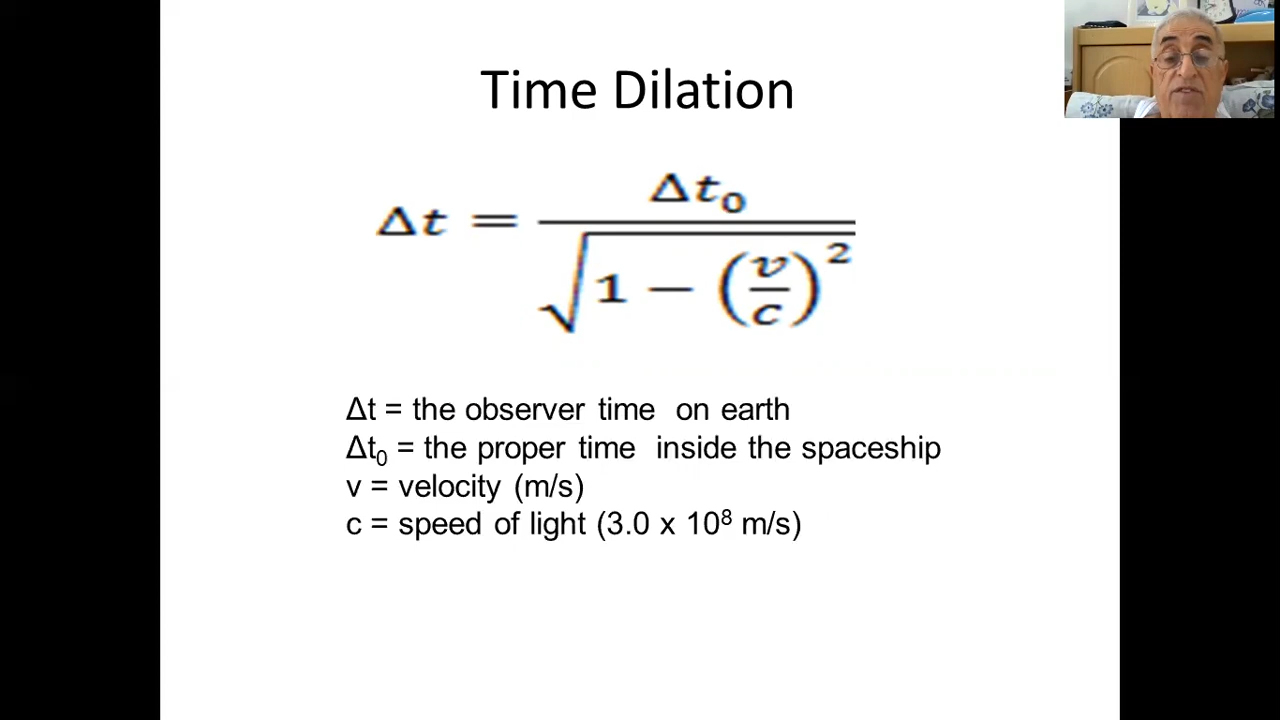 Time Dilation
Δt = Δt₀ / √(1 − (v/c)²)
Δt = the observer time on earth
Δt₀ = the proper time inside the spaceship
v = velocity (m/s)
c = speed of light (3.0 x 10⁸ m/s)